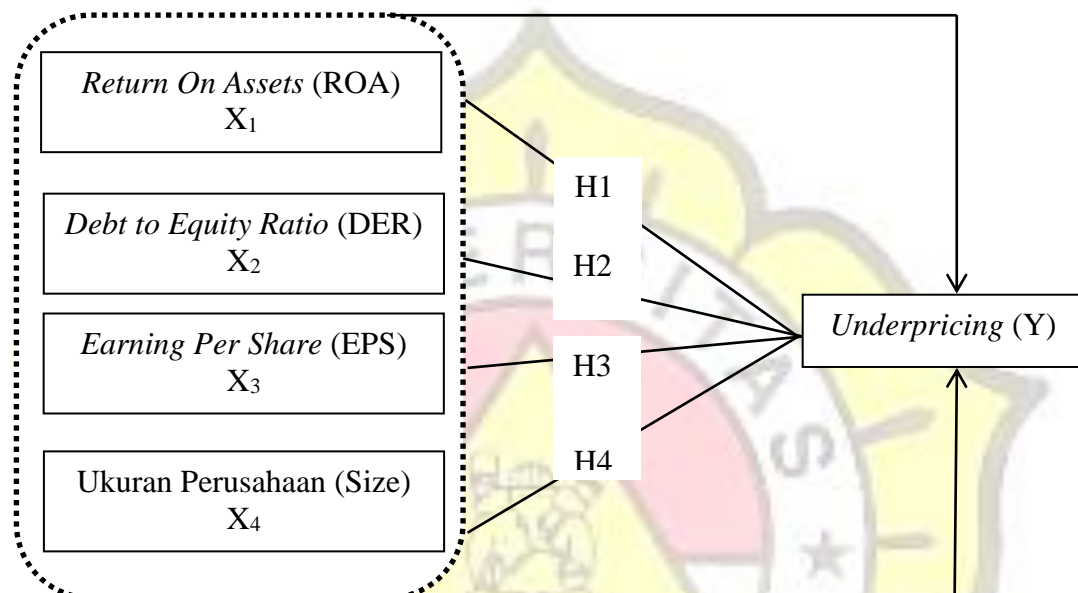 Return On Assets (ROA)
X₁
H1
Debt to Equity Ratio (DER)
X₂
H2
Underpricing (Y)
Earning Per Share (EPS)
X₃
H3
Ukuran Perusahaan (Size)
X₄
H4
ERSITAS